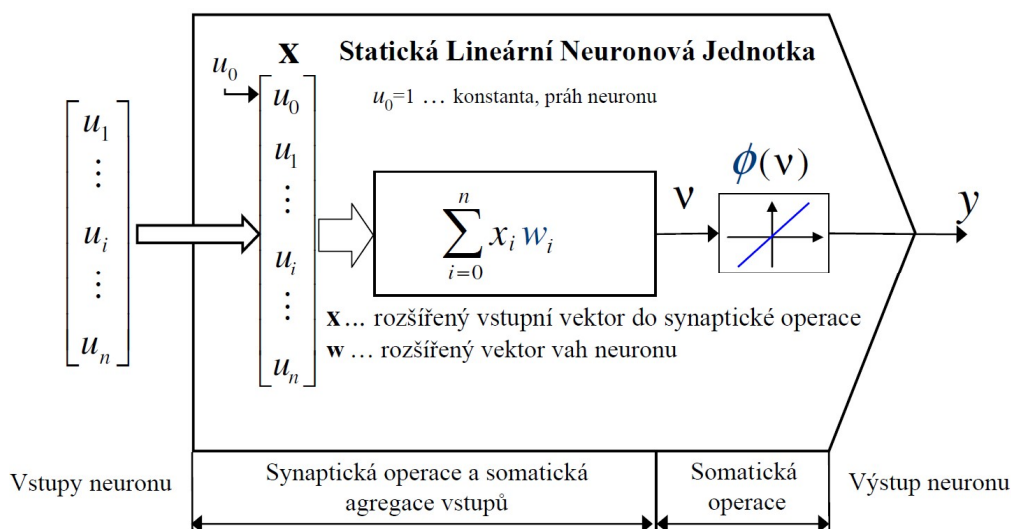 Statická Lineární Neuronová Jednotka
x
u₀
u₀=1 … konstanta, práh neuronu
u₁
⋮
uᵢ
⋮
uₙ
u₀
u₁
⋮
uᵢ
⋮
uₙ
n
∑ xᵢ wᵢ
i=0
ν
ϕ(ν)
y
x … rozšířený vstupní vektor do synaptické operace
w … rozšířený vektor vah neuronu
Vstupy neuronu
Synaptická operace a somatická
agregace vstupů
Somatická
operace
Výstup neuronu